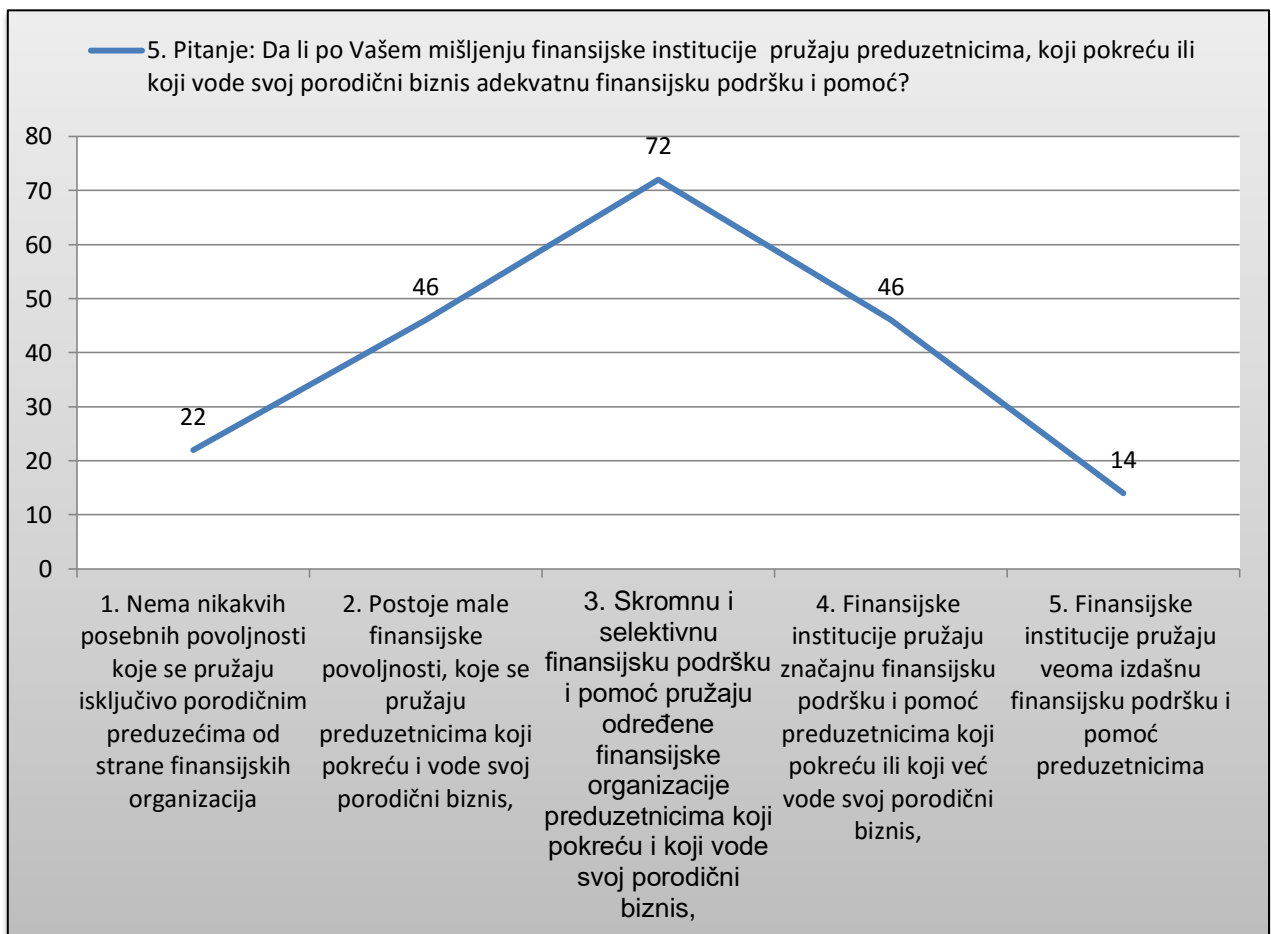 5. Pitanje: Da li po Vašem mišljenju finansijske institucije  pružaju preduzetnicima, koji pokreću ili
koji vode svoj porodični biznis adekvatnu finansijsku podršku i pomoć?
80
70
60
50
40
30
20
10
0
22
46
72
46
14
1. Nema nikakvih
posebnih povoljnosti
koje se pružaju
isključivo porodičnim
preduzećima od
strane finansijskih
organizacija
2. Postoje male
finansijske
povoljnosti, koje se
pružaju
preduzetnicima koji
pokreću i vode svoj
porodični biznis,
3. Skromnu i
selektivnu
finansijsku podršku
i pomoć pružaju
određene
finansijske
organizacije
preduzetnicima koji
pokreću i koji vode
svoj porodični
biznis,
4. Finansijske
institucije pružaju
značajnu finansijsku
podršku i pomoć
preduzetnicima koji
pokreću ili koji već
vode svoj porodični
biznis,
5. Finansijske
institucije pružaju
veoma izdašnu
finansijsku podršku i
pomoć
preduzetnicima